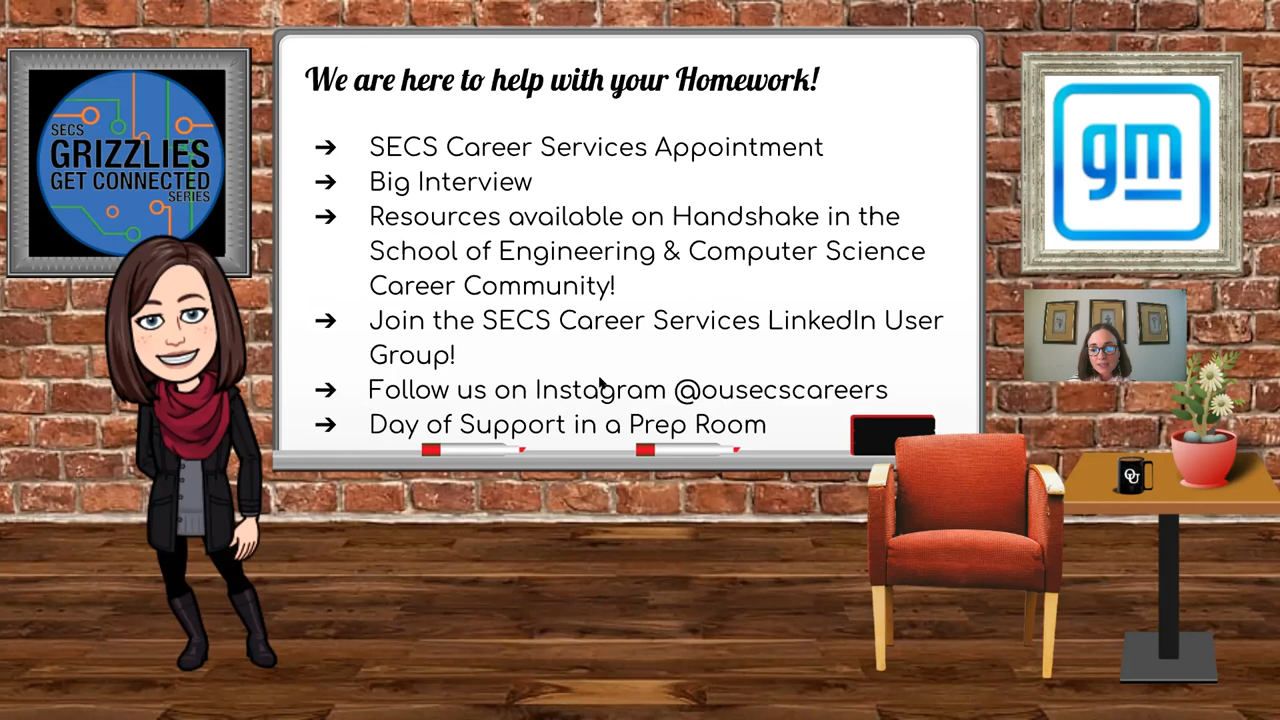 We are here to help with your Homework!
➔ SECS Career Services Appointment
➔ Big Interview
➔ Resources available on Handshake in the
School of Engineering & Computer Science
Career Community!
➔ Join the SECS Career Services LinkedIn User
Group!
➔ Follow us on Instagram @ousecscareers
➔ Day of Support in a Prep Room
SECS
GRIZZLIES
GET CONNECTED
SERIES
gm
OU